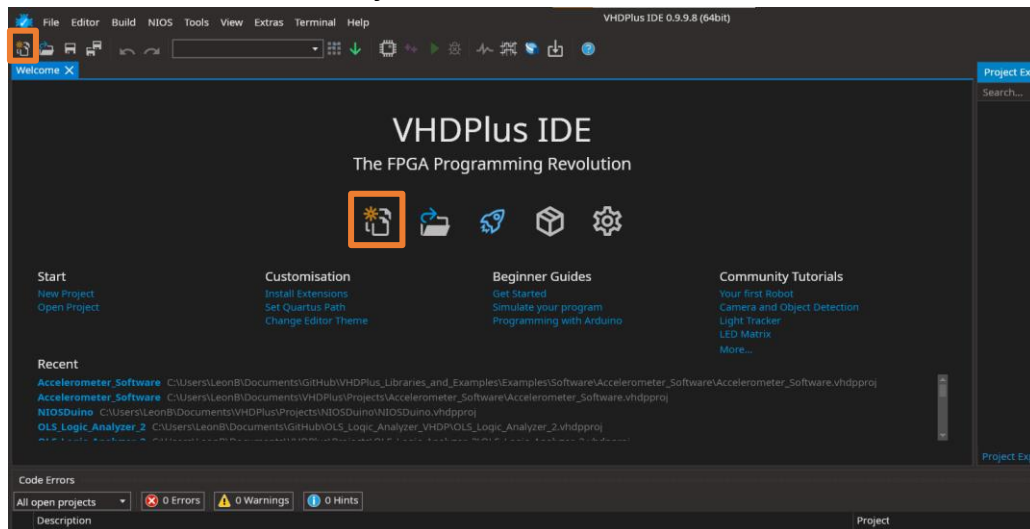 File Editor Build NIOS Tools View Extras Terminal Help VHDPlus IDE 0.9.9.8 (64bit)
Welcome X Project Ex
Search...
VHDPlus IDE
The FPGA Programming Revolution
Start Customisation Beginner Guides Community Tutorials
New Project Install Extensions Get Started Your first Robot
Open Project Set Quartus Path Simulate your program Camera and Object Detection
Change Editor Theme Programming with Arduino Light Tracker
LED Matrix
More...
Recent
Accelerometer_Software C:\Users\LeonB\Documents\GitHub\VHDPlus_Libraries_and_Examples\Examples\Software\Accelerometer_Software\Accelerometer_Software.vhdpproj
Accelerometer_Software C:\Users\LeonB\Documents\VHDPlus\Projects\Accelerometer_Software\Accelerometer_Software.vhdpproj
NIOSDuino C:\Users\LeonB\Documents\VHDPlus\Projects\NIOSDuino\NIOSDuino.vhdpproj
OLS_Logic_Analyzer_2 C:\Users\LeonB\Documents\GitHub\OLS_Logic_Analyzer_VHDP\OLS_Logic_Analyzer_2.vhdpproj
Project Ex
Code Errors
All open projects 0 Errors 0 Warnings 0 Hints
Description Project